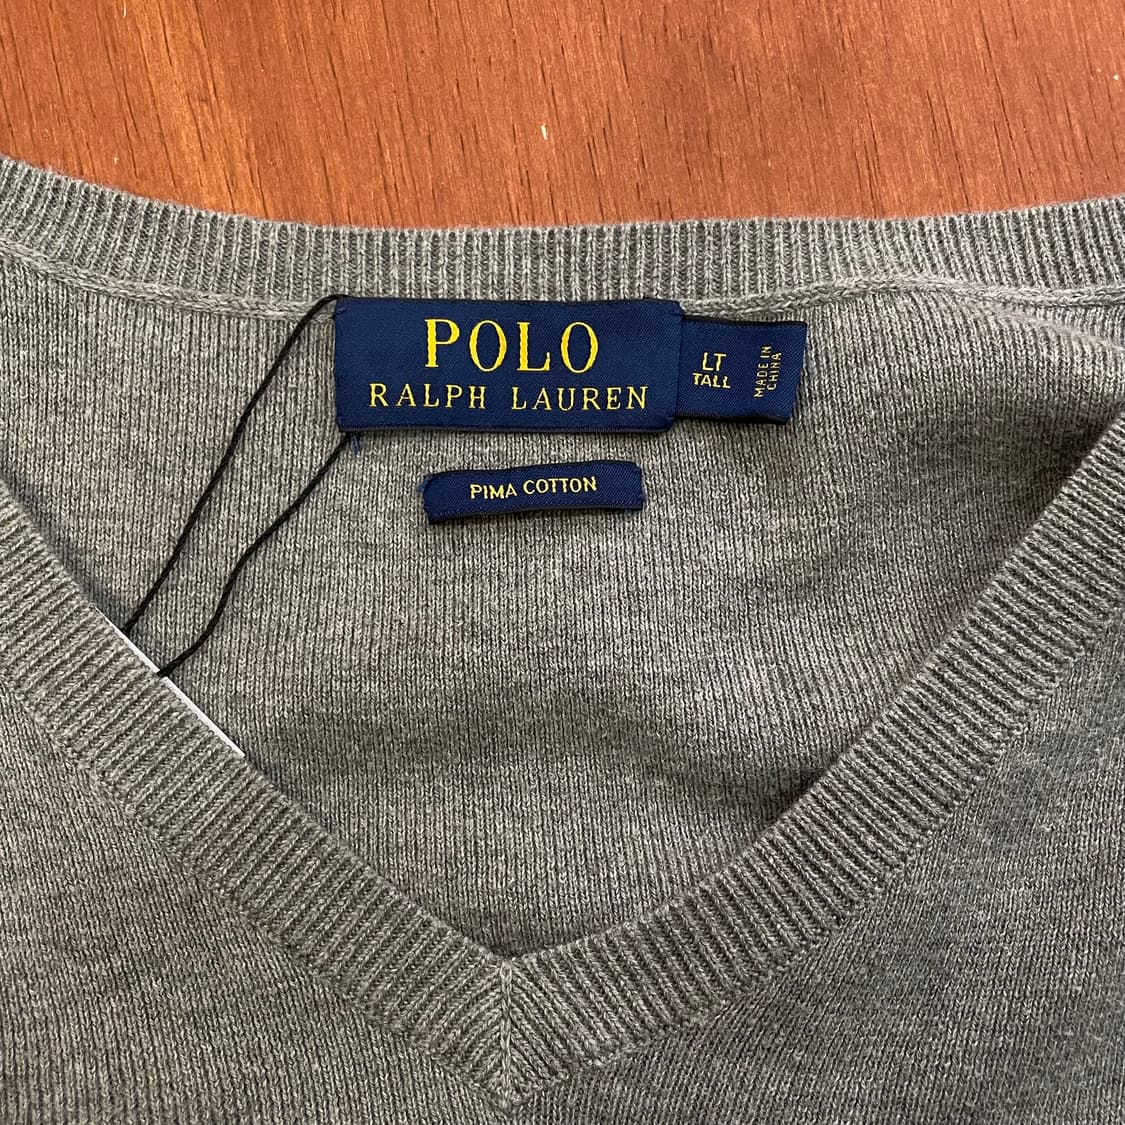 POLO
RALPH LAUREN
LT
TALL
MADE IN
CHINA
PIMA COTTON